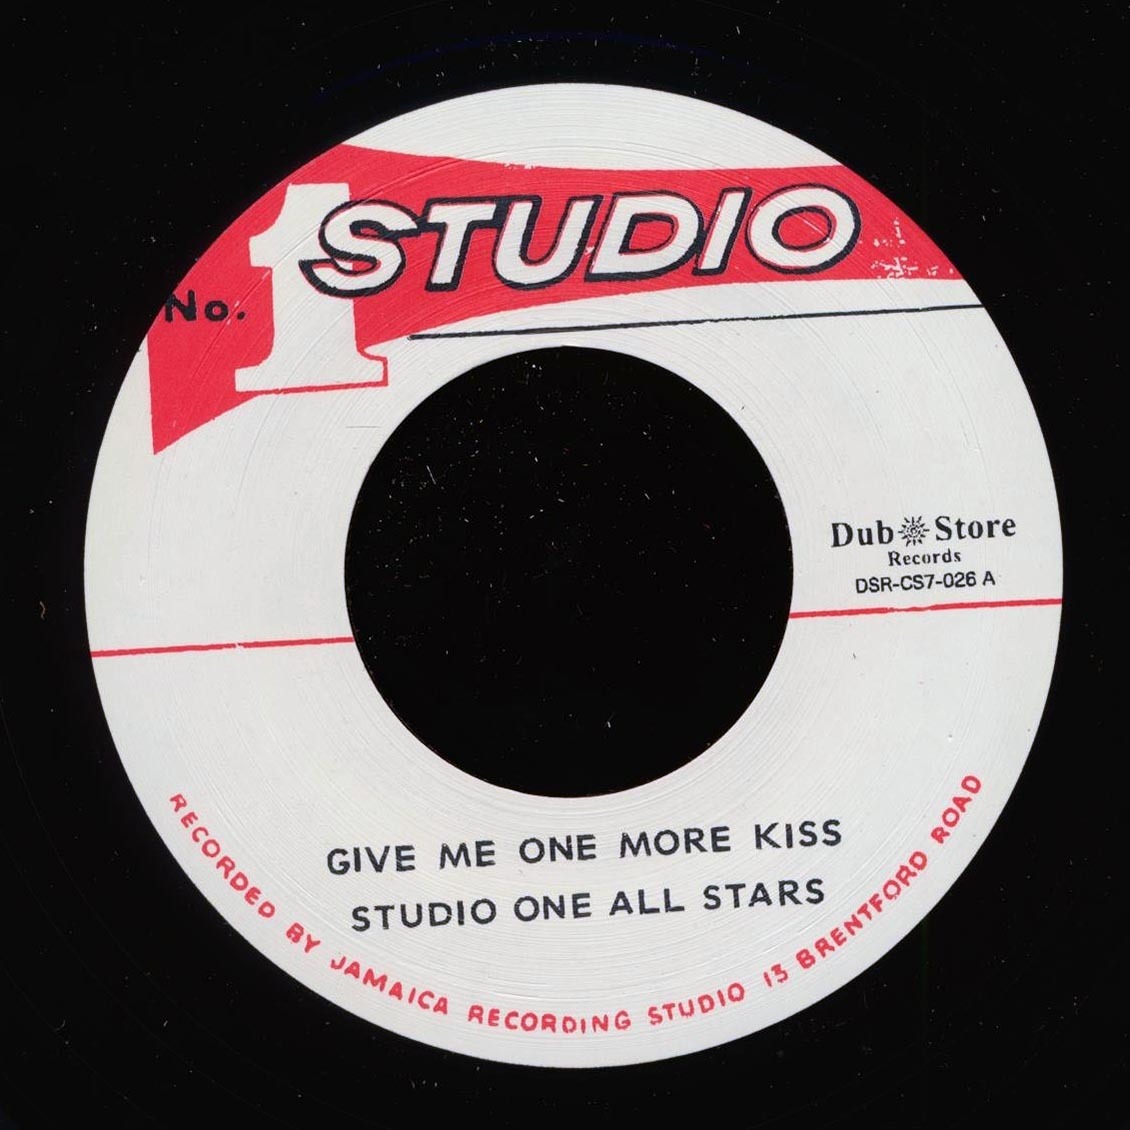 No. 1 STUDIO
Dub Store
Records
DSR-CS7-026 A
GIVE ME ONE MORE KISS
STUDIO ONE ALL STARS
RECORDED BY JAMAICA RECORDING STUDIO 13 BRENTFORD ROAD